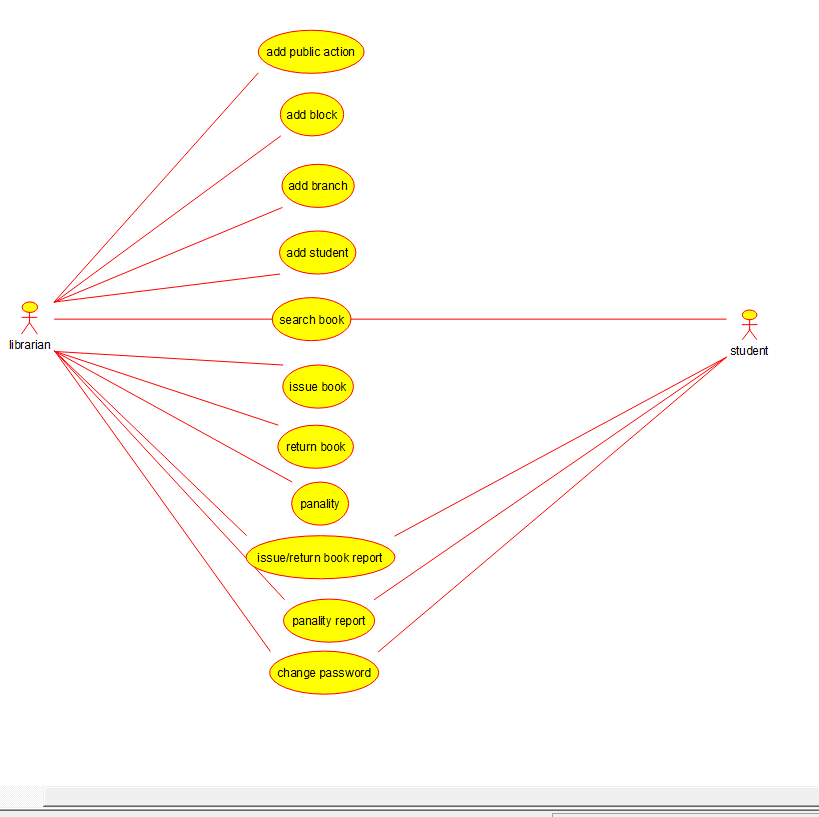 add public action
add block
add branch
add student
search book
librarian
student
issue book
return book
panality
issue/return book report
panality report
change password